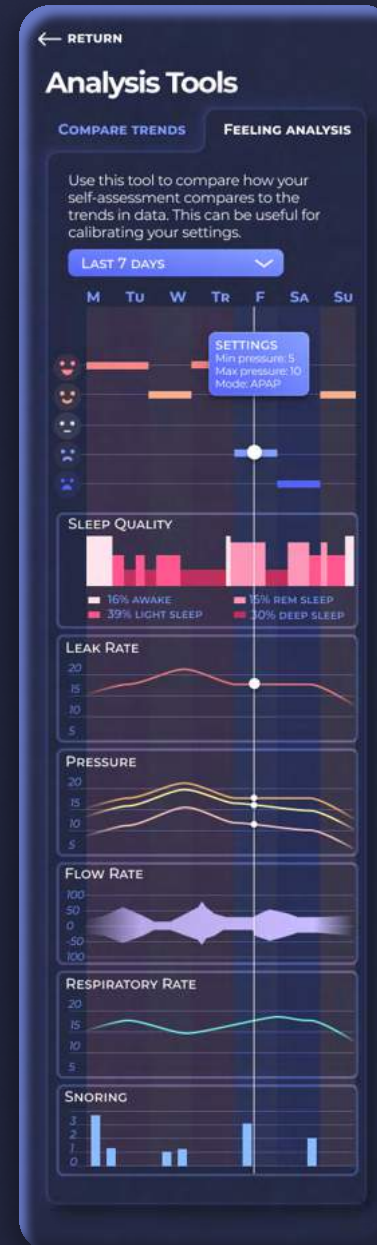 ← RETURN
Analysis Tools
COMPARE TRENDS
FEELING ANALYSIS
Use this tool to compare how your
self-assessment compares to the
trends in data. This can be useful for
calibrating your settings.
LAST 7 DAYS
M TU W TR F SA SU
SETTINGS
Min pressure: 5
Max pressure: 10
Mode: APAP
SLEEP QUALITY
16% AWAKE
15% REM SLEEP
39% LIGHT SLEEP
30% DEEP SLEEP
LEAK RATE
20
15
10
5
PRESSURE
20
15
10
5
FLOW RATE
100
50
0
-50
100
RESPIRATORY RATE
20
15
10
5
SNORING
3
2
1
0